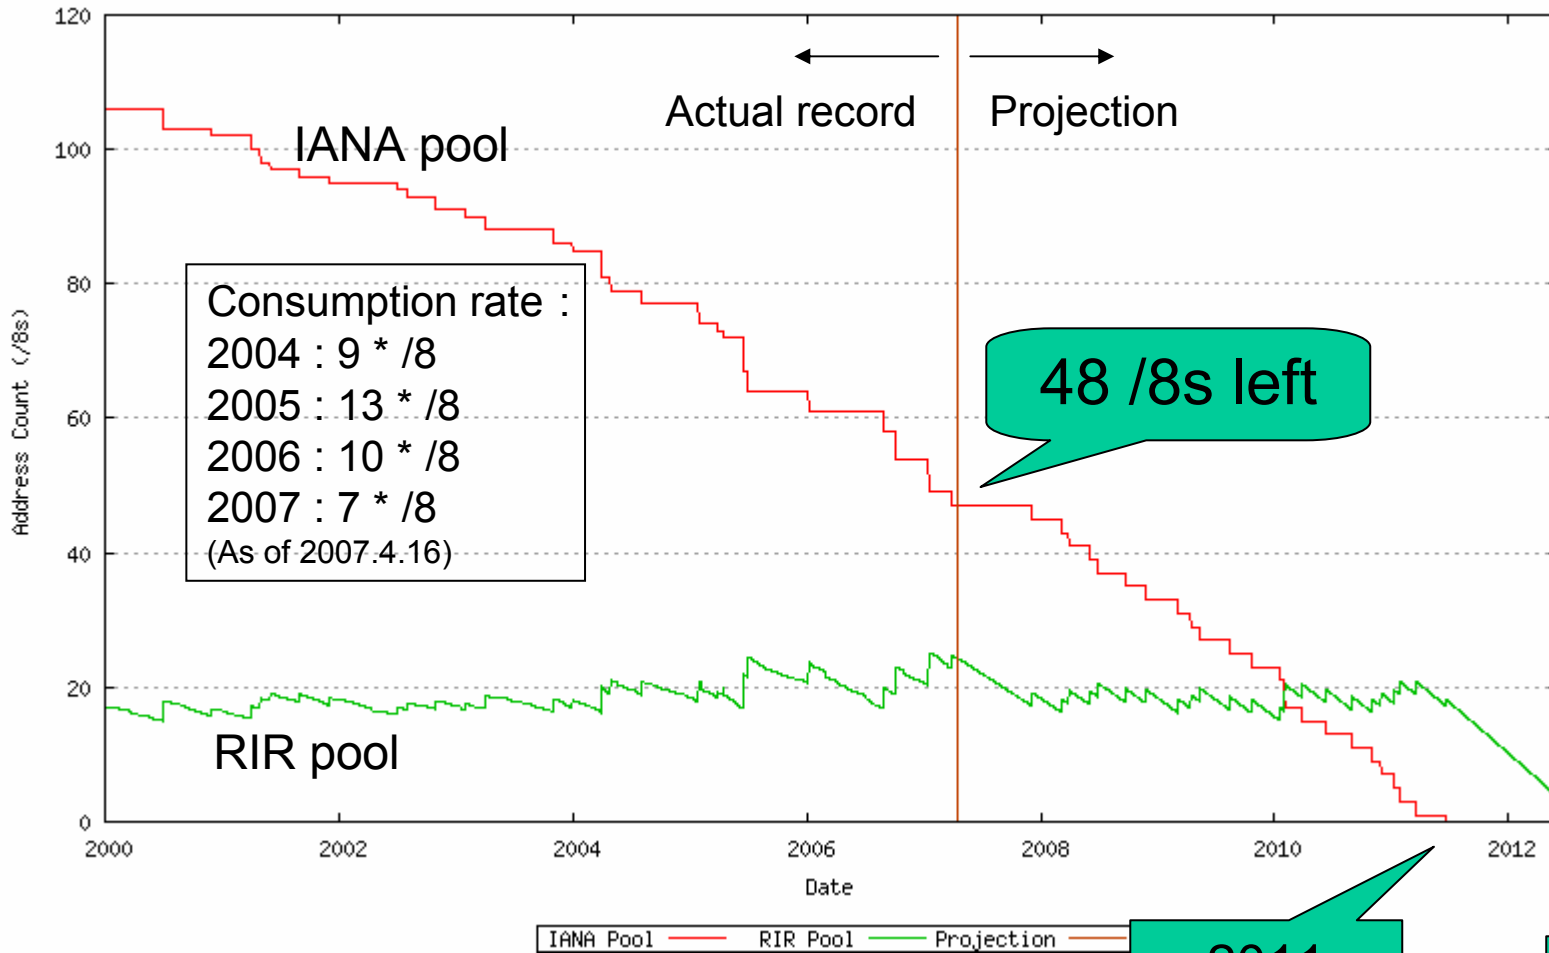 120
100
80
60
40
20
0
Address Count (/8s)
Actual record
Projection
IANA pool
Consumption rate :
2004 : 9 * /8
2005 : 13 * /8
2006 : 10 * /8
2007 : 7 * /8
(As of 2007.4.16)
48 /8s left
RIR pool
2000
2002
2004
2006
2008
2010
2012
Date
IANA Pool
RIR Pool
Projection
2011